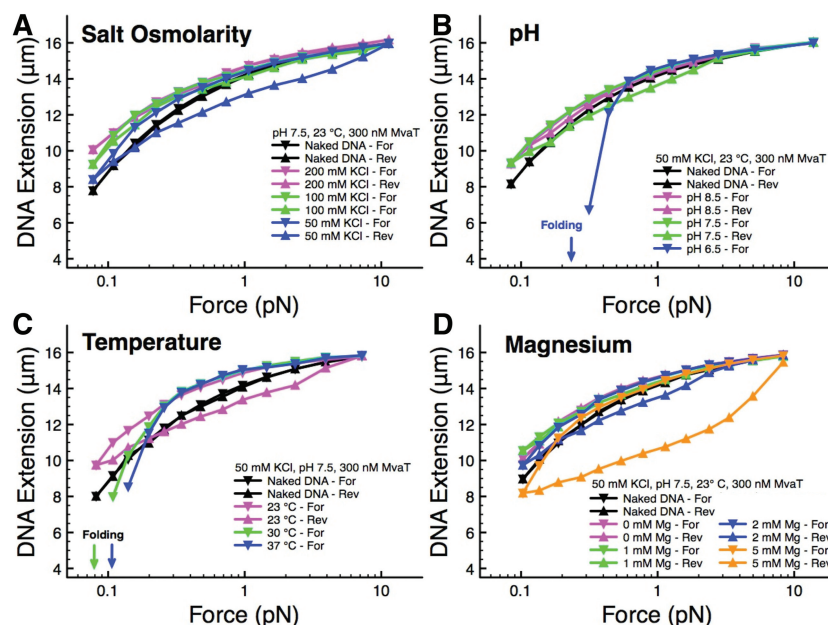 A
Salt Osmolarity
DNA Extension (µm)
16
14
12
10
8
6
4
pH 7.5, 23 °C, 300 nM MvaT
Naked DNA - For
Naked DNA - Rev
200 mM KCl - For
200 mM KCl - Rev
100 mM KCl - For
100 mM KCl - Rev
50 mM KCl - For
50 mM KCl - Rev
0.1
1
10
Force (pN)
B
pH
DNA Extension (µm)
16
14
12
10
8
6
4
50 mM KCl, 23 °C, 300 nM MvaT
Naked DNA - For
Naked DNA - Rev
pH 8.5 - For
pH 8.5 - Rev
pH 7.5 - For
pH 7.5 - Rev
pH 6.5 - For
Folding
0.1
1
10
Force (pN)
C
Temperature
DNA Extension (µm)
16
14
12
10
8
6
4
50 mM KCl, pH 7.5, 300 nM MvaT
Naked DNA - For
Naked DNA - Rev
23 °C - For
23 °C - Rev
30 °C - For
37 °C - For
Folding
0.1
1
10
Force (pN)
D
Magnesium
DNA Extension (µm)
16
14
12
10
8
6
4
50 mM KCl, pH 7.5, 23° C, 300 nM MvaT
Naked DNA - For
Naked DNA - Rev
0 mM Mg - For
0 mM Mg - Rev
1 mM Mg - For
1 mM Mg - Rev
2 mM Mg - For
2 mM Mg - Rev
5 mM Mg - For
5 mM Mg - Rev
0.1
1
10
Force (pN)